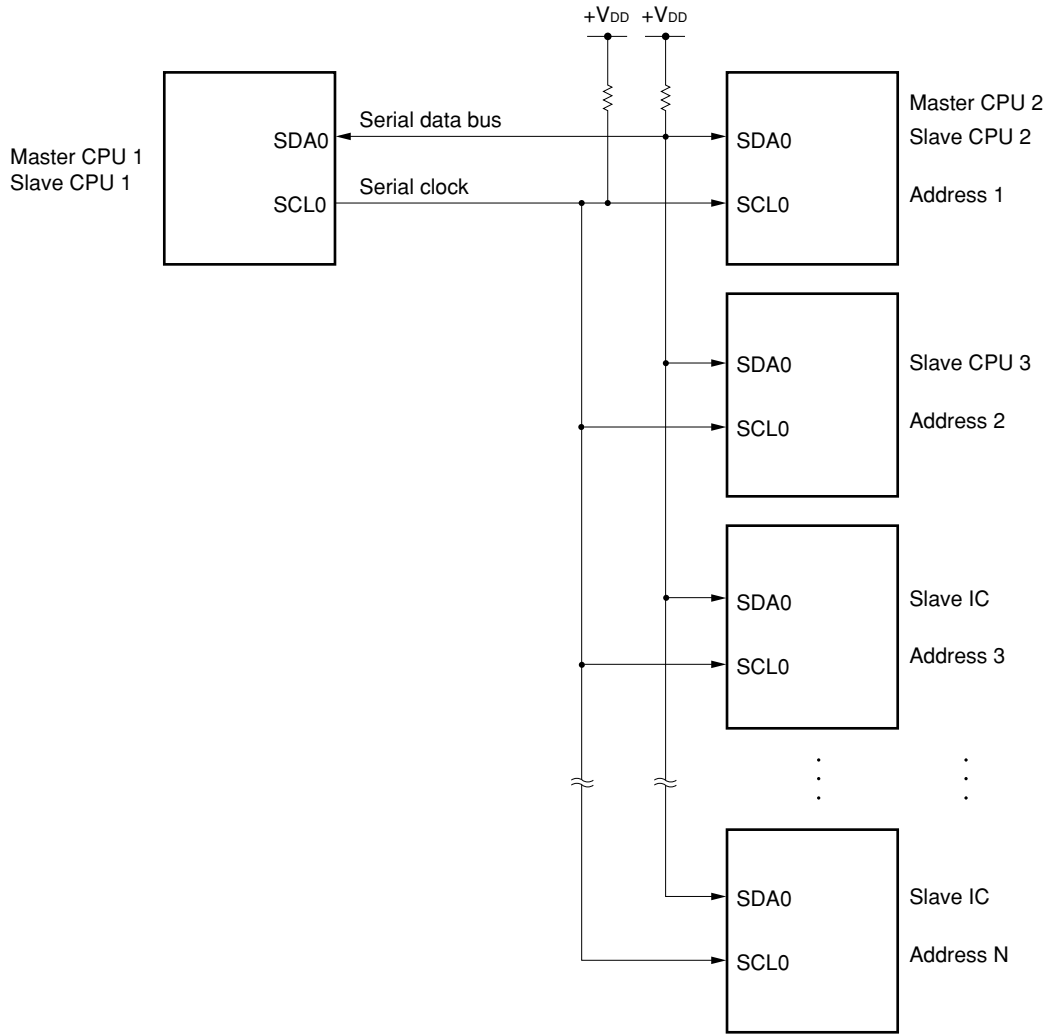 +VDD +VDD
Master CPU 1
Slave CPU 1
SDA0
SCL0
Serial data bus
Serial clock
SDA0
SCL0
Master CPU 2
Slave CPU 2
Address 1
SDA0
SCL0
Slave CPU 3
Address 2
SDA0
SCL0
Slave IC
Address 3
SDA0
SCL0
Slave IC
Address N